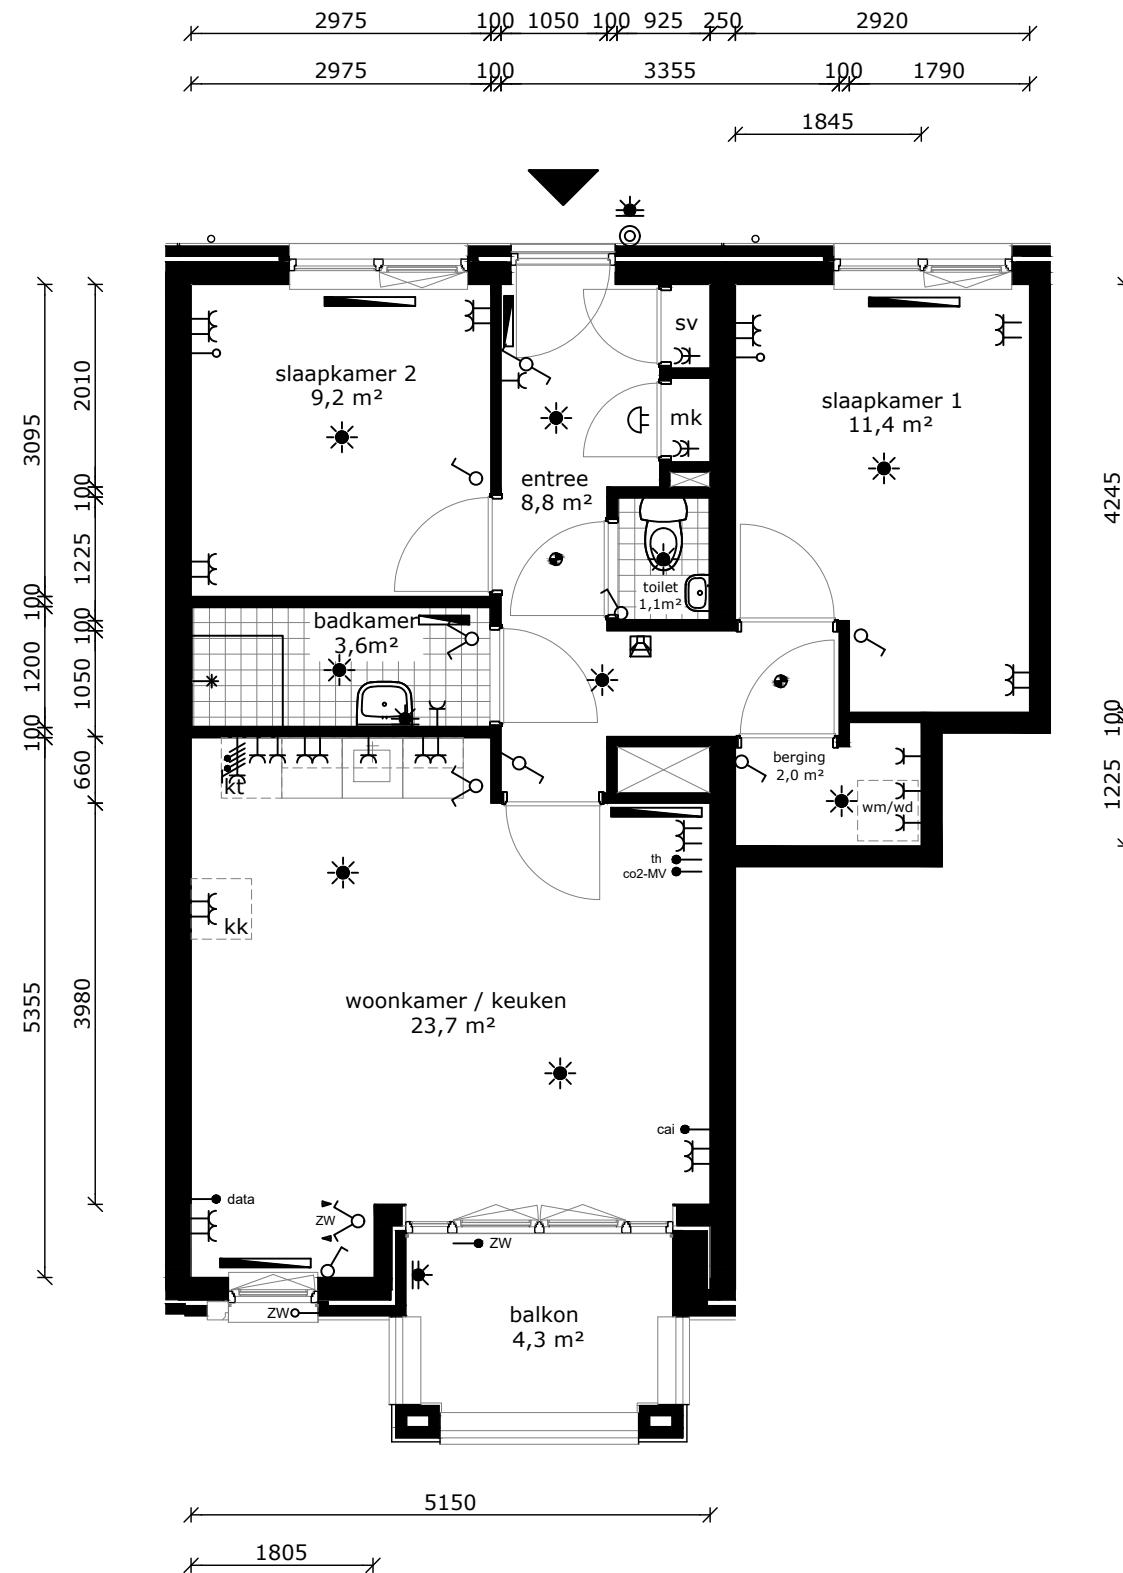 2975 100 1050 100 925 250 2920
2975 100 3355 100 1790
1845
sv
slaapkamer 2
9,2 m²
slaapkamer 1
11,4 m²
mk
entree
8,8 m²
toilet
1,1m²
badkamer
3,6m²
berging
2,0 m²
wm/wd
kt
th
co2-MV
kk
woonkamer / keuken
23,7 m²
cai
data
ZW
ZW
ZW
balkon
4,3 m²
3095
100
1200
100
5355
2010
100
1225
100
1050
660
3980
4245
100
1225
5150
1805